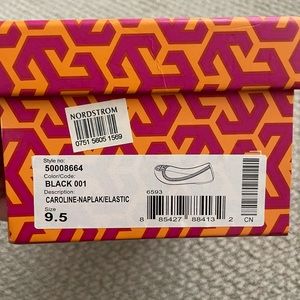 NORDSTROM
0751 5605 1569
Style no:
50008664
Color/Code:
BLACK 001
Description:
CAROLINE-NAPLAK/ELASTIC
Size
9.5
6593
8 85427 88413 2
CN